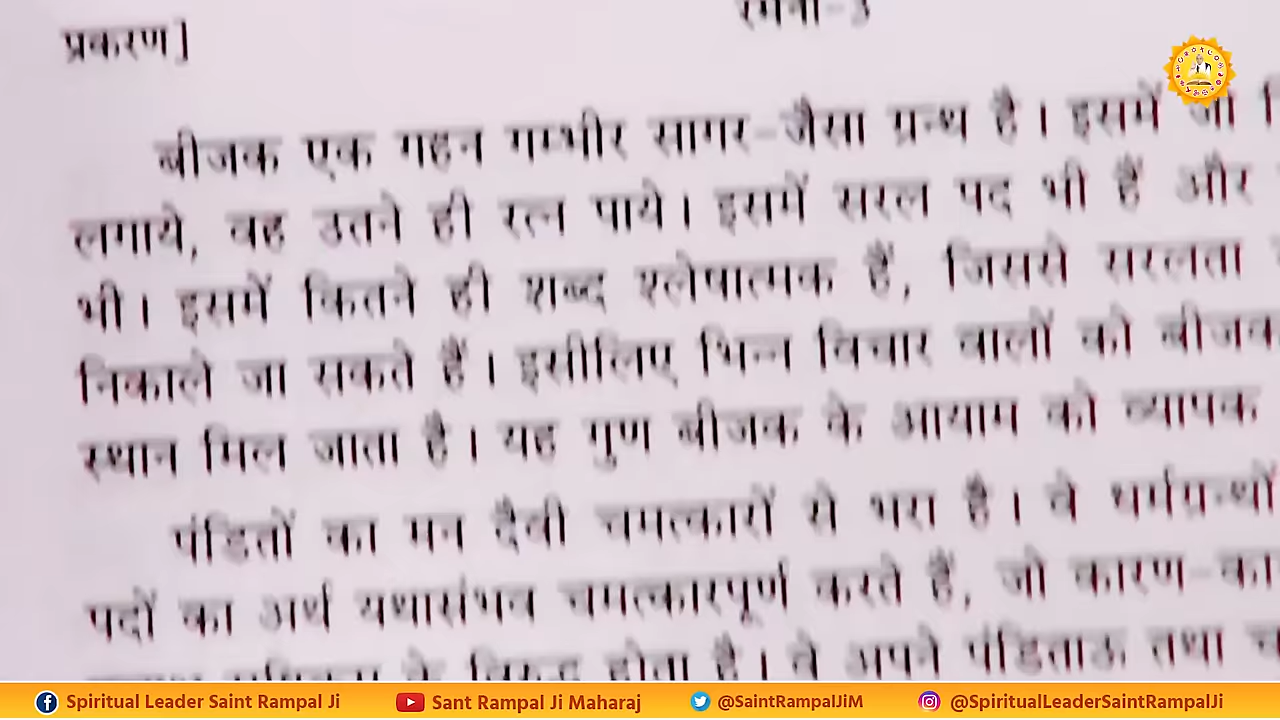 प्रकरण]
रमैनी-3
बीजक एक गहन गम्भीर सागर-जैसा ग्रन्थ है। इसमें जो
लगाये, वह उतने ही रत्न पाये। इसमें सरल पद भी हैं और
भी। इसमें कितने ही शब्द श्लेषात्मक हैं, जिससे सरलता
निकाले जा सकते हैं। इसीलिए भिन्न विचार वालों को बीजक
स्थान मिल जाता है। यह गुण बीजक के आयाम को व्यापक
पंडितों का मन दैवी चमत्कारों से भरा है। वे धर्मग्रन्थों
पदों का अर्थ यथासंभव चमत्कारपूर्ण करते हैं, जो कारण-का
के विरुद्ध होता है। वे अपने पंडिताऊ तथा
Spiritual Leader Saint Rampal Ji
Sant Rampal Ji Maharaj
@SaintRampalJiM
@SpiritualLeaderSaintRampalJi